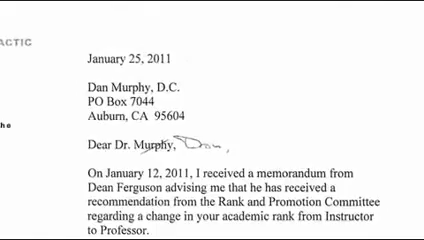 ACTIC
January 25, 2011
Dan Murphy, D.C.
PO Box 7044
Auburn, CA 95604
he
Dear Dr. Murphy, Dan,
On January 12, 2011, I received a memorandum from
Dean Ferguson advising me that he has received a
recommendation from the Rank and Promotion Committee
regarding a change in your academic rank from Instructor
to Professor.